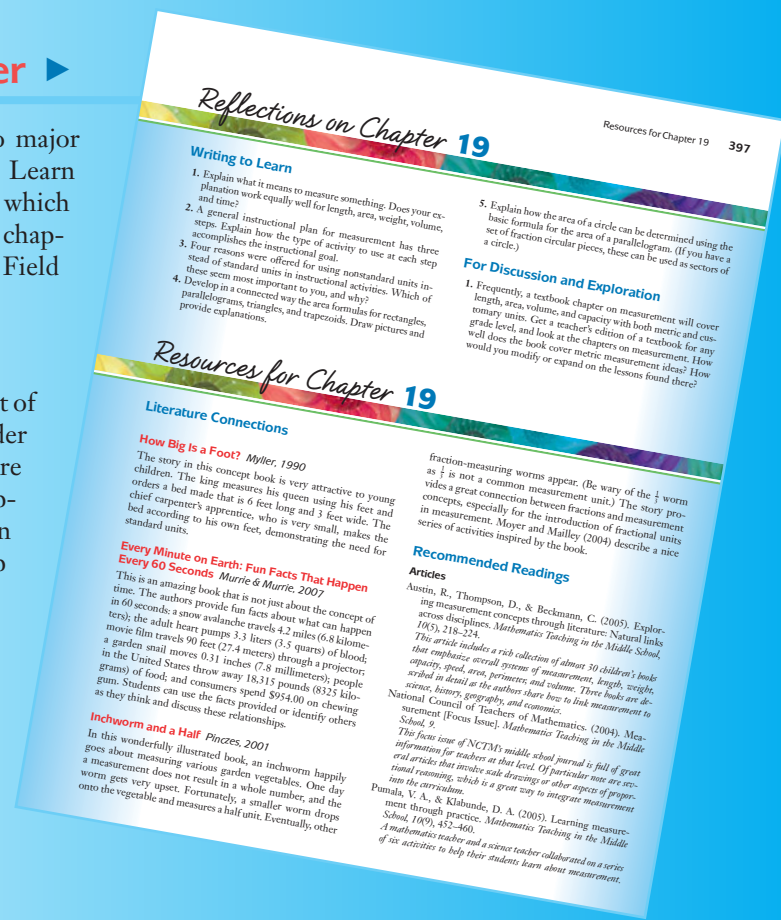 er ▶
o major
Learn
which
chap-
Field
t of
der
re
p-
n
o
Resources for Chapter 19 397
Reflections on Chapter 19
Writing to Learn
1. Explain what it means to measure something. Does your ex-
planation work equally well for length, area, weight, volume,
and time?
2. A general instructional plan for measurement has three
steps. Explain how the type of activity to use at each step
accomplishes the instructional goal.
3. Four reasons were offered for using nonstandard units in-
stead of standard units in instructional activities. Which of
these seem most important to you, and why?
4. Develop in a connected way the area formulas for rectangles,
parallelograms, triangles, and trapezoids. Draw pictures and
provide explanations.
5. Explain how the area of a circle can be determined using the
basic formula for the area of a parallelogram. (If you have a
set of fraction circular pieces, these can be used as sectors of
a circle.)
For Discussion and Exploration
1. Frequently, a textbook chapter on measurement will cover
length, area, volume, and capacity with both metric and cus-
tomary units. Get a teacher's edition of a textbook for any
grade level, and look at the chapters on measurement. How
well does the book cover metric measurement ideas? How
would you modify or expand on the lessons found there?
Resources for Chapter 19
Literature Connections
How Big Is a Foot? Myller, 1990
The story in this concept book is very attractive to young
children. The king measures his queen using his feet and
orders a bed made that is 6 feet long and 3 feet wide. The
chief carpenter's apprentice, who is very small, makes the
bed according to his own feet, demonstrating the need for
standard units.
Every Minute on Earth: Fun Facts That Happen
Every 60 Seconds Murrie & Murrie, 2007
This is an amazing book that is not just about the concept of
time. The authors provide fun facts about what can happen
in 60 seconds: a snow avalanche travels 4.2 miles (6.8 kilome-
ters); the adult heart pumps 3.3 liters (3.5 quarts) of blood;
movie film travels 90 feet (27.4 meters) through a projector;
a garden snail moves 0.31 inches (7.8 millimeters); people
in the United States throw away 18,315 pounds (8325 kilo-
grams) of food; and consumers spend $954.00 on chewing
gum. Students can use the facts provided or identify others
as they think and discuss these relationships.
Inchworm and a Half Pinczes, 2001
In this wonderfully illustrated book, an inchworm happily
goes about measuring various garden vegetables. One day
a measurement does not result in a whole number, and the
worm gets very upset. Fortunately, a smaller worm drops
onto the vegetable and measures a half unit. Eventually, other
fraction-measuring worms appear. (Be wary of the 1/3 worm
as 1/3 is not a common measurement unit.) The story pro-
vides a great connection between fractions and measurement
concepts, especially for the introduction of fractional units
in measurement. Moyer and Mailley (2004) describe a nice
series of activities inspired by the book.
Recommended Readings
Articles
Austin, R., Thompson, D., & Beckmann, C. (2005). Explor-
ing measurement concepts through literature: Natural links
across disciplines. Mathematics Teaching in the Middle School,
10(5), 218–224.
This article includes a rich collection of almost 30 children's books
that emphasize overall systems of measurement, length, weight,
capacity, speed, area, perimeter, and volume. Three books are de-
scribed in detail as the authors share how to link measurement to
science, history, geography, and economics.
National Council of Teachers of Mathematics. (2004). Mea-
surement [Focus Issue]. Mathematics Teaching in the Middle
School, 9.
This focus issue of NCTM's middle school journal is full of great
information for teachers at that level. Of particular note are sev-
eral articles that involve scale drawings or other aspects of propor-
tional reasoning, which is a great way to integrate measurement
into the curriculum.
Pumala, V. A., & Klabunde, D. A. (2005). Learning measure-
ment through practice. Mathematics Teaching in the Middle
School, 10(9), 452–460.
A mathematics teacher and a science teacher collaborated on a series
of six activities to help their students learn about measurement.